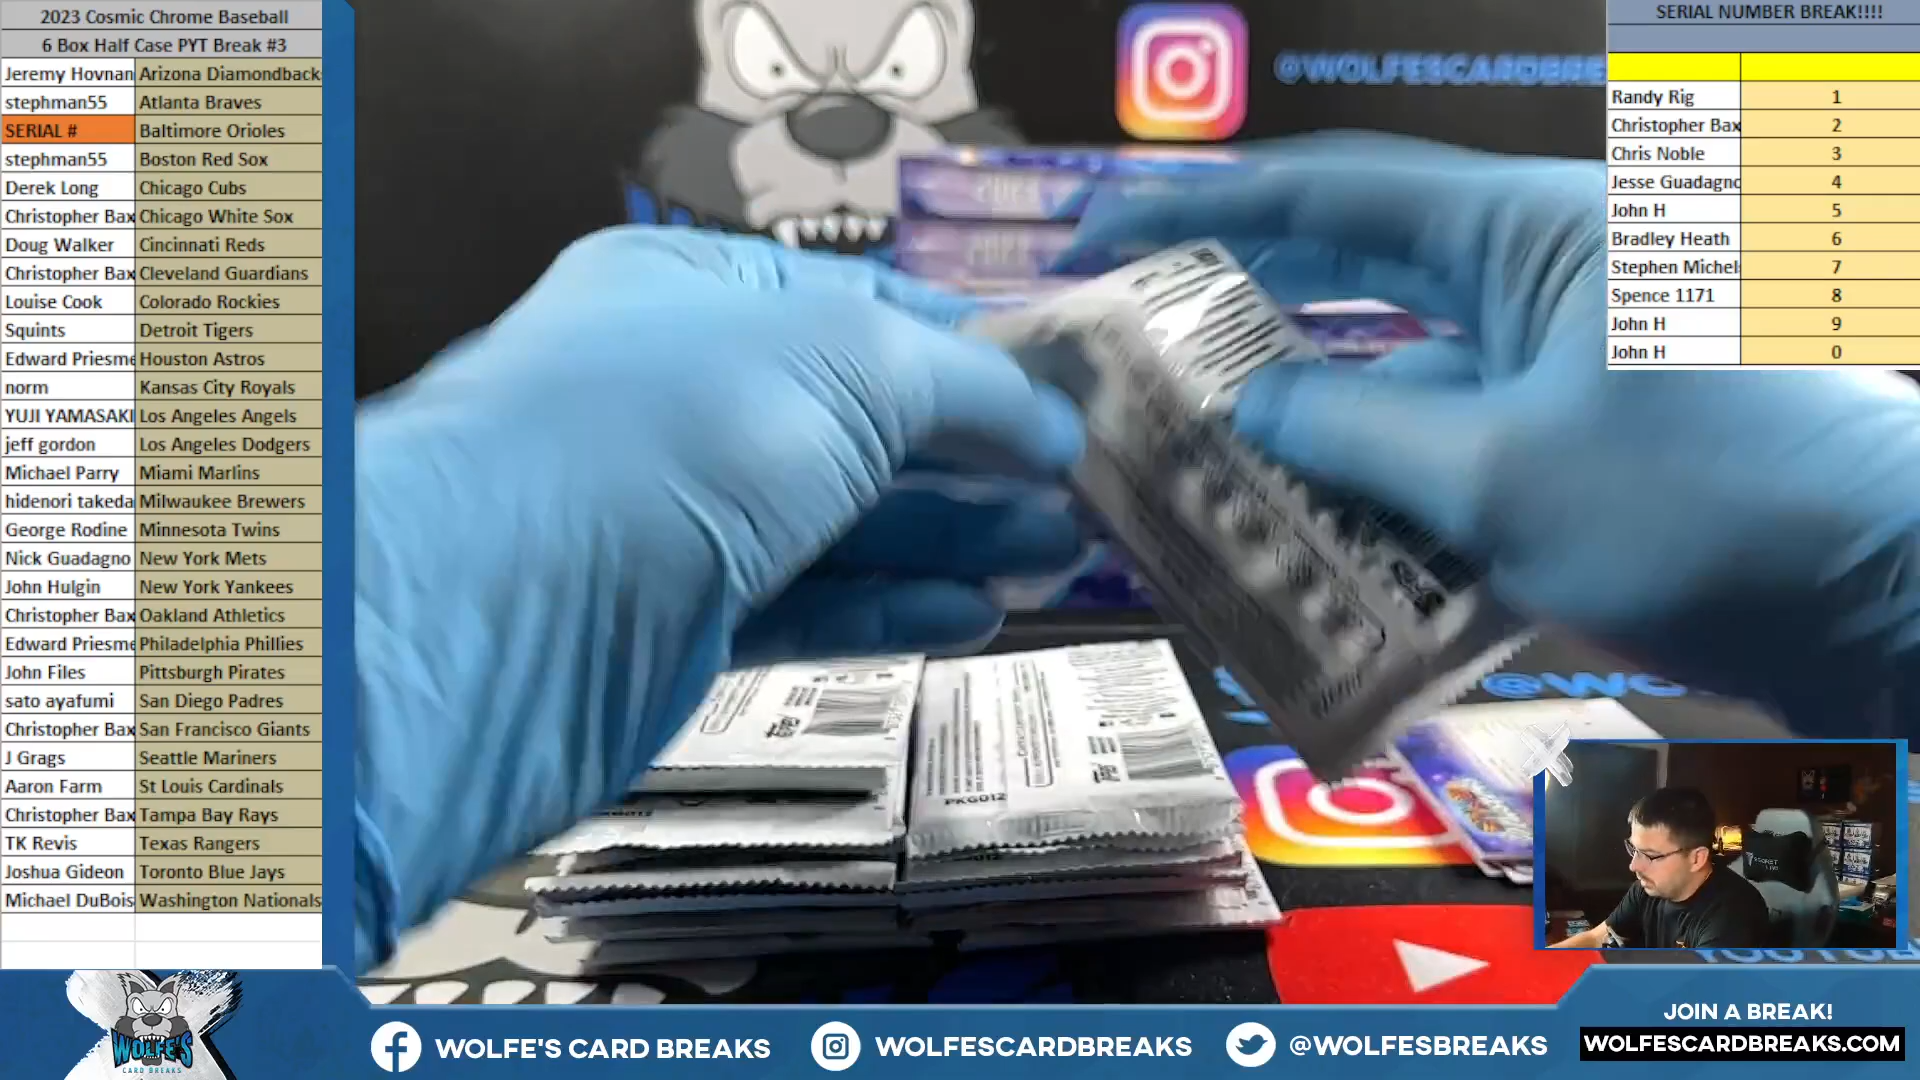 2023 Cosmic Chrome Baseball
6 Box Half Case PYT Break #3
Jeremy Hovnan Arizona Diamondback
stephman55 Atlanta Braves
SERIAL # Baltimore Orioles
stephman55 Boston Red Sox
Derek Long Chicago Cubs
Christopher Bax Chicago White Sox
Doug Walker Cincinnati Reds
Christopher Bax Cleveland Guardians
Louise Cook Colorado Rockies
Squints Detroit Tigers
Edward Priesme Houston Astros
norm Kansas City Royals
YUJI YAMASAKI Los Angeles Angels
jeff gordon Los Angeles Dodgers
Michael Parry Miami Marlins
hidenori takeda Milwaukee Brewers
George Rodine Minnesota Twins
Nick Guadagno New York Mets
John Hulgin New York Yankees
Christopher Bax Oakland Athletics
Edward Priesme Philadelphia Phillies
John Files Pittsburgh Pirates
sato ayafumi San Diego Padres
Christopher Bax San Francisco Giants
J Grags Seattle Mariners
Aaron Farm St Louis Cardinals
Christopher Bax Tampa Bay Rays
TK Revis Texas Rangers
Joshua Gideon Toronto Blue Jays
Michael DuBois Washington Nationals
@WOLFESCARDBRE
SERIAL NUMBER BREAK!!!!
Randy Rig 1
Christopher Bax 2
Chris Noble 3
Jesse Guadagno 4
John H 5
Bradley Heath 6
Stephen Michel 7
Spence 1171 8
John H 9
John H 0
PKG012
@WC
WOLFE'S
CARD BREAKS
WOLFE'S CARD BREAKS
WOLFESCARDBREAKS
@WOLFESBREAKS
JOIN A BREAK!
WOLFESCARDBREAKS.COM